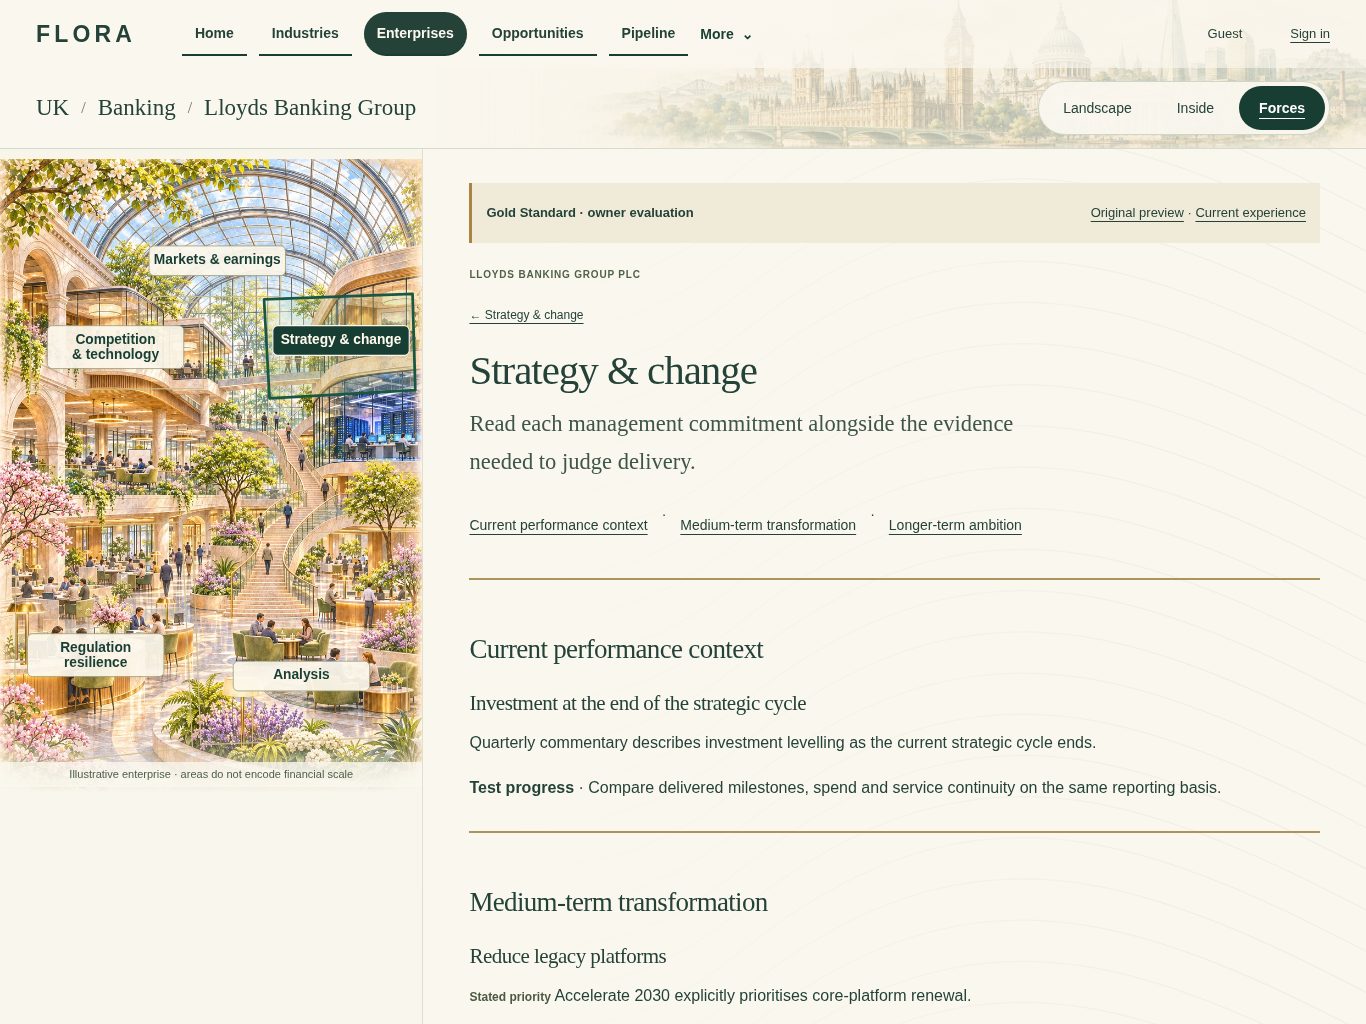 FLORA
Home
Industries
Enterprises
Opportunities
Pipeline
More
Guest
Sign in
UK / Banking / Lloyds Banking Group
Landscape
Inside
Forces
Markets & earnings
Competition
& technology
Strategy & change
Regulation
resilience
Analysis
Illustrative enterprise · areas do not encode financial scale
Gold Standard · owner evaluation
Original preview · Current experience
LLOYDS BANKING GROUP PLC
← Strategy & change
Strategy & change
Read each management commitment alongside the evidence
needed to judge delivery.
Current performance context · Medium-term transformation · Longer-term ambition
Current performance context
Investment at the end of the strategic cycle
Quarterly commentary describes investment levelling as the current strategic cycle ends.
Test progress · Compare delivered milestones, spend and service continuity on the same reporting basis.
Medium-term transformation
Reduce legacy platforms
Stated priority Accelerate 2030 explicitly prioritises core-platform renewal.